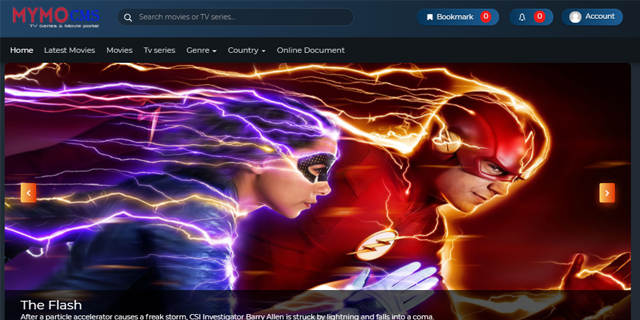 MYMO CMS
TV Series & Movie portal
Search movies or TV series...
Bookmark 0
0
Account
Home Latest Movies Movies Tv series Genre Country Online Document
The Flash
After a particle accelerator causes a freak storm, CSI Investigator Barry Allen is struck by lightning and falls into a coma.